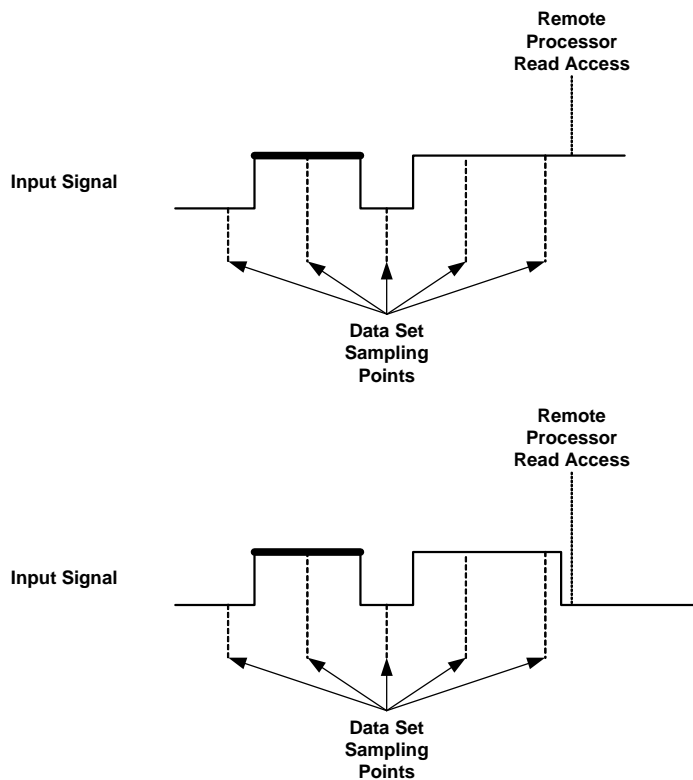 Remote
Processor
Read Access
Input Signal
Data Set
Sampling
Points
Remote
Processor
Read Access
Input Signal
Data Set
Sampling
Points